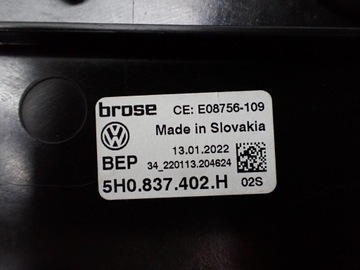 brose CE: E08756-109
Made in Slovakia
13.01.2022
BEP 34_220113.204624
5H0.837.402.H 02S